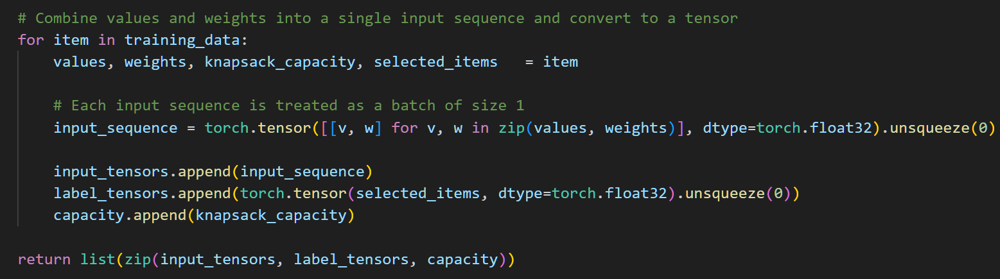 # Combine values and weights into a single input sequence and convert to a tensor
for item in training_data:
    values, weights, knapsack_capacity, selected_items   = item

    # Each input sequence is treated as a batch of size 1
    input_sequence = torch.tensor([[v, w] for v, w in zip(values, weights)], dtype=torch.float32).unsqueeze(0)

    input_tensors.append(input_sequence)
    label_tensors.append(torch.tensor(selected_items, dtype=torch.float32).unsqueeze(0))
    capacity.append(knapsack_capacity)

return list(zip(input_tensors, label_tensors, capacity))